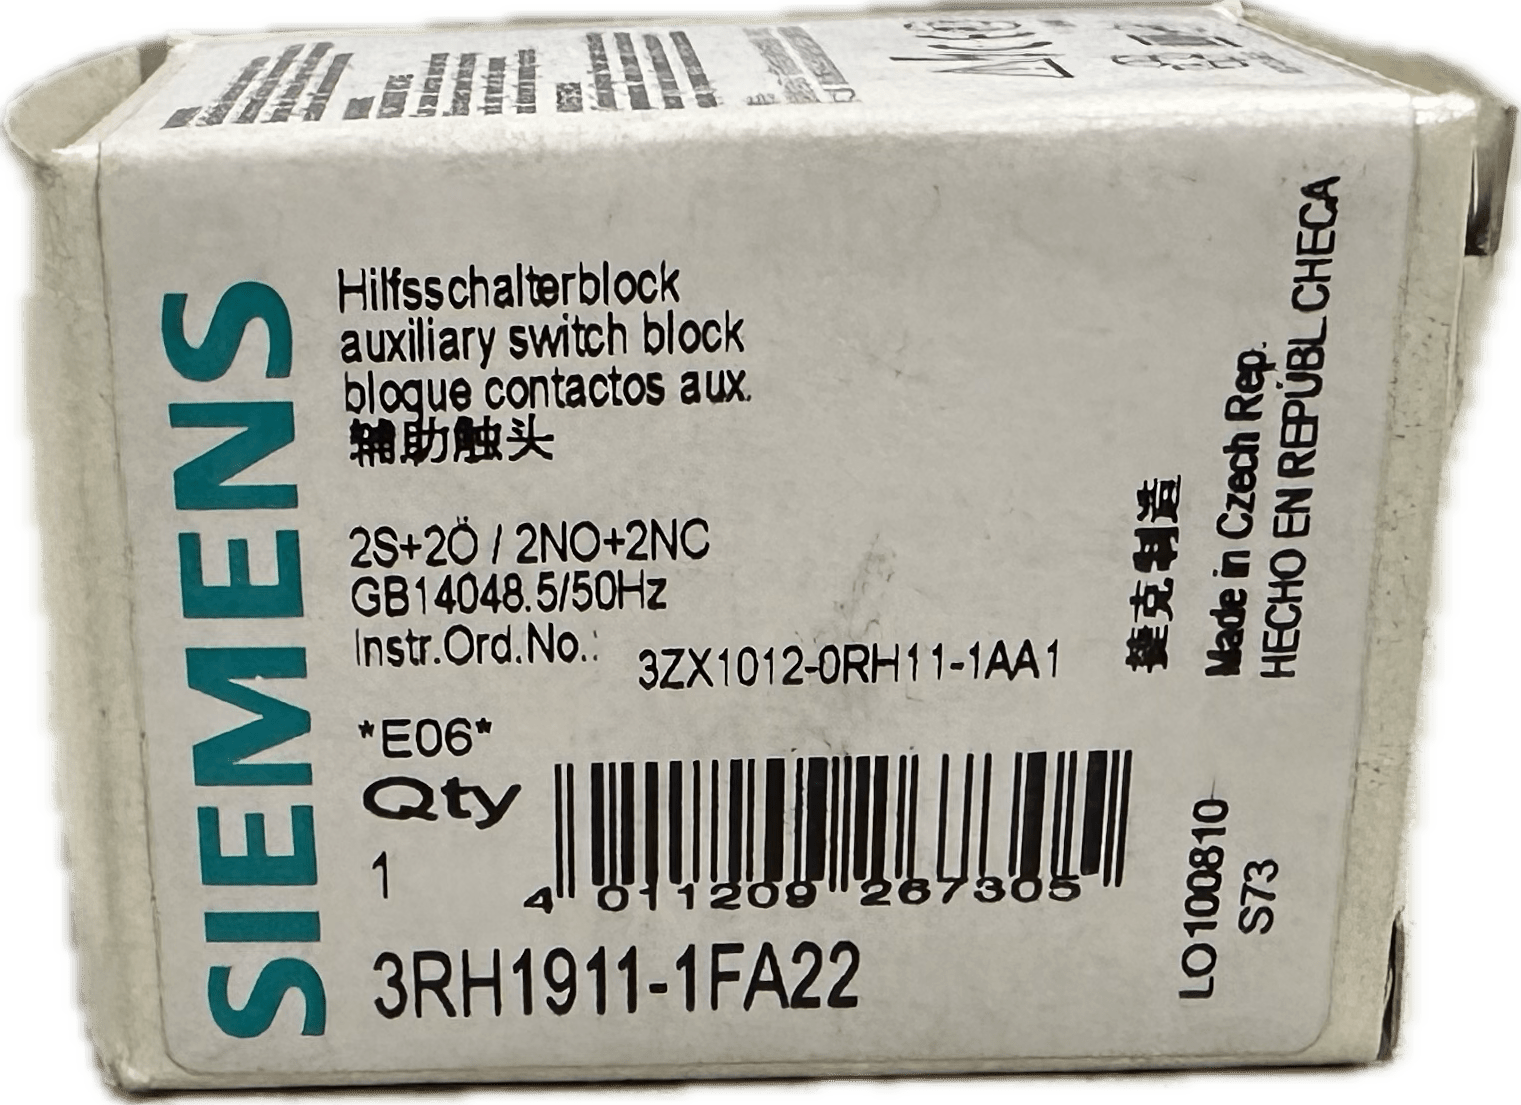 SIEMENS
Hilfsschalterblock
auxiliary switch block
bloque contactos aux.
辅助触头
2S+2Ö / 2NO+2NC
GB14048.5/50Hz
Instr.Ord.No.: 3ZX1012-0RH11-1AA1
*E06*
Qty
1
4 011209 267305
3RH1911-1FA22
捷克制造
Made in Czech Rep.
HECHO EN REPÚBL.CHECA
LO100810
S73